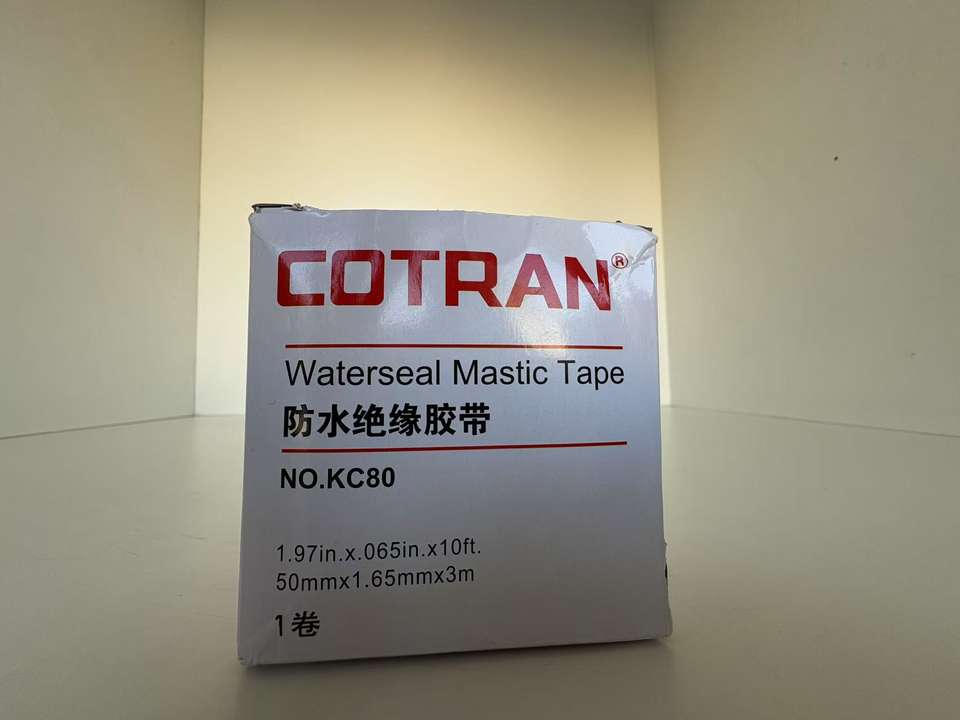 COTRAN®
Waterseal Mastic Tape
防水绝缘胶带
NO.KC80
1.97in.x.065in.x10ft.
50mmx1.65mmx3m
1卷